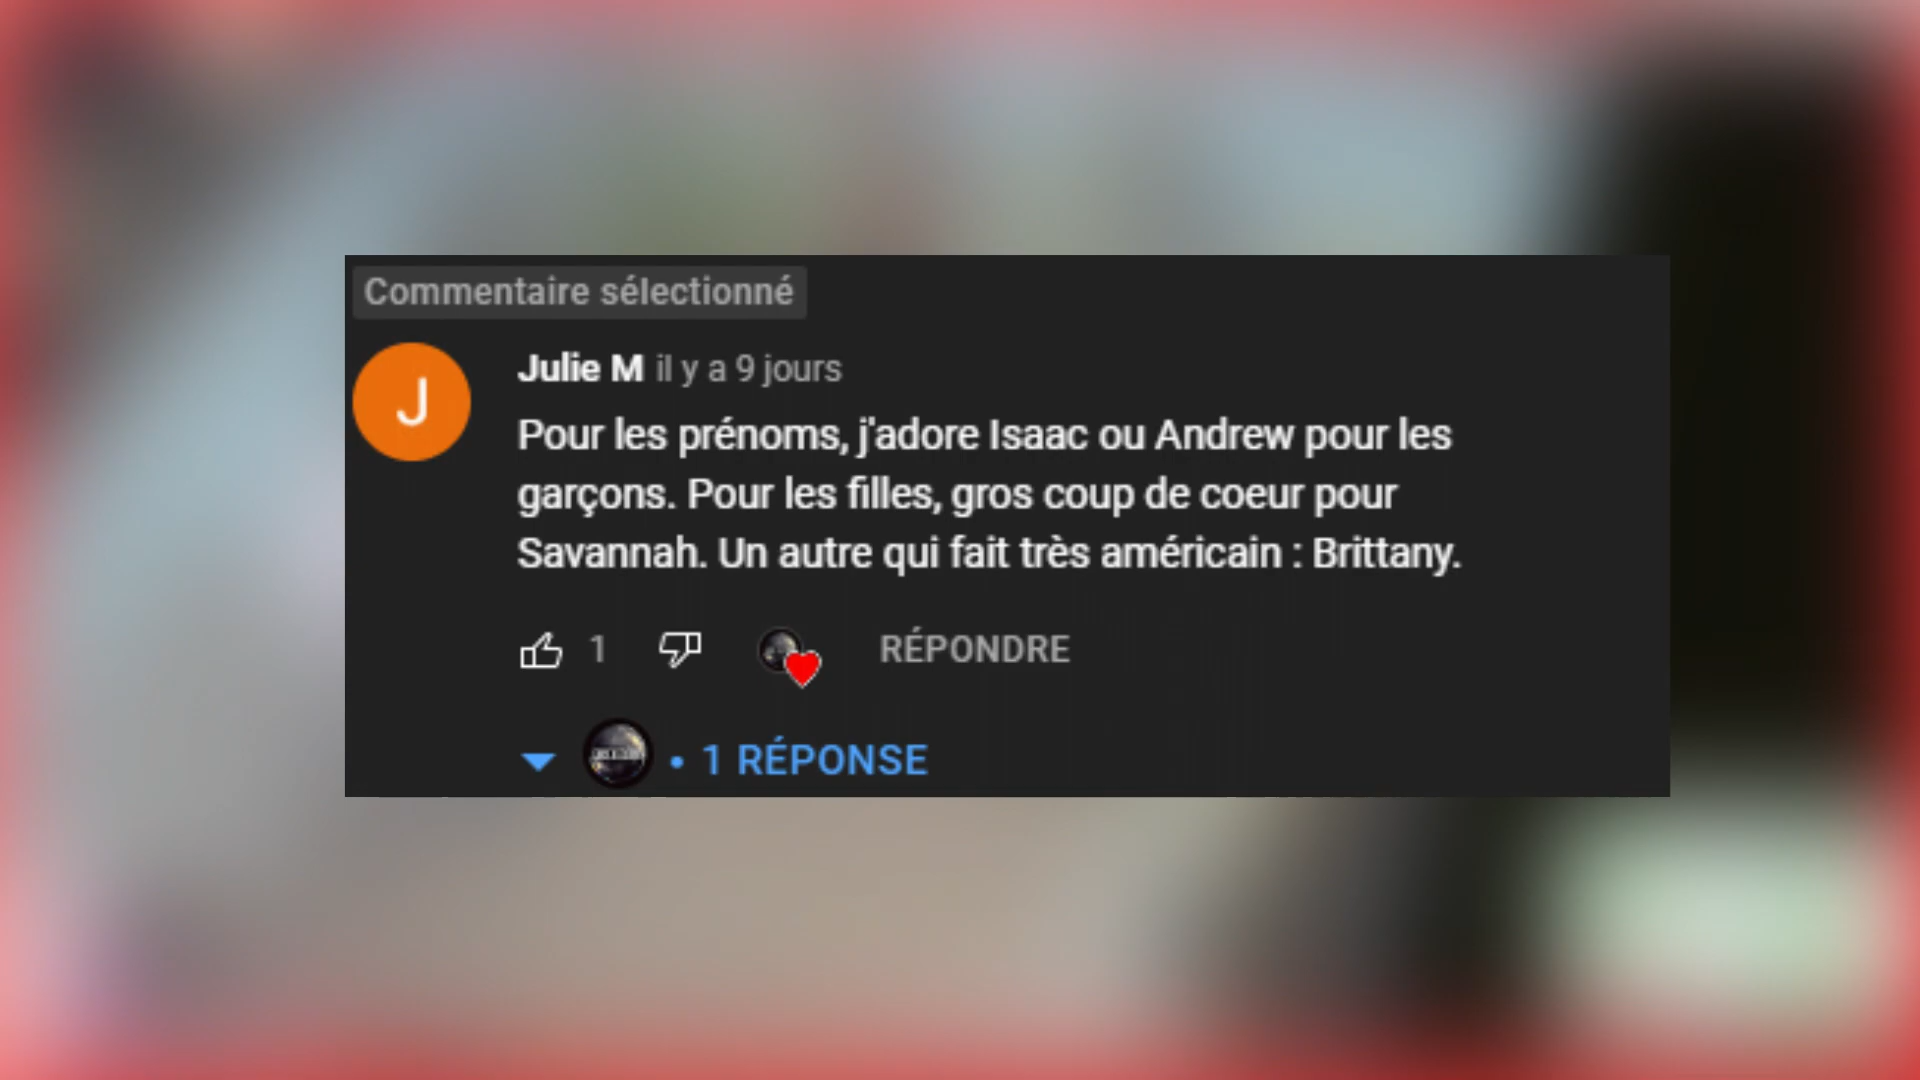 Commentaire sélectionné
J
Julie M il y a 9 jours
Pour les prénoms, j'adore Isaac ou Andrew pour les
garçons. Pour les filles, gros coup de coeur pour
Savannah. Un autre qui fait très américain : Brittany.
1 RÉPONDRE
• 1 RÉPONSE